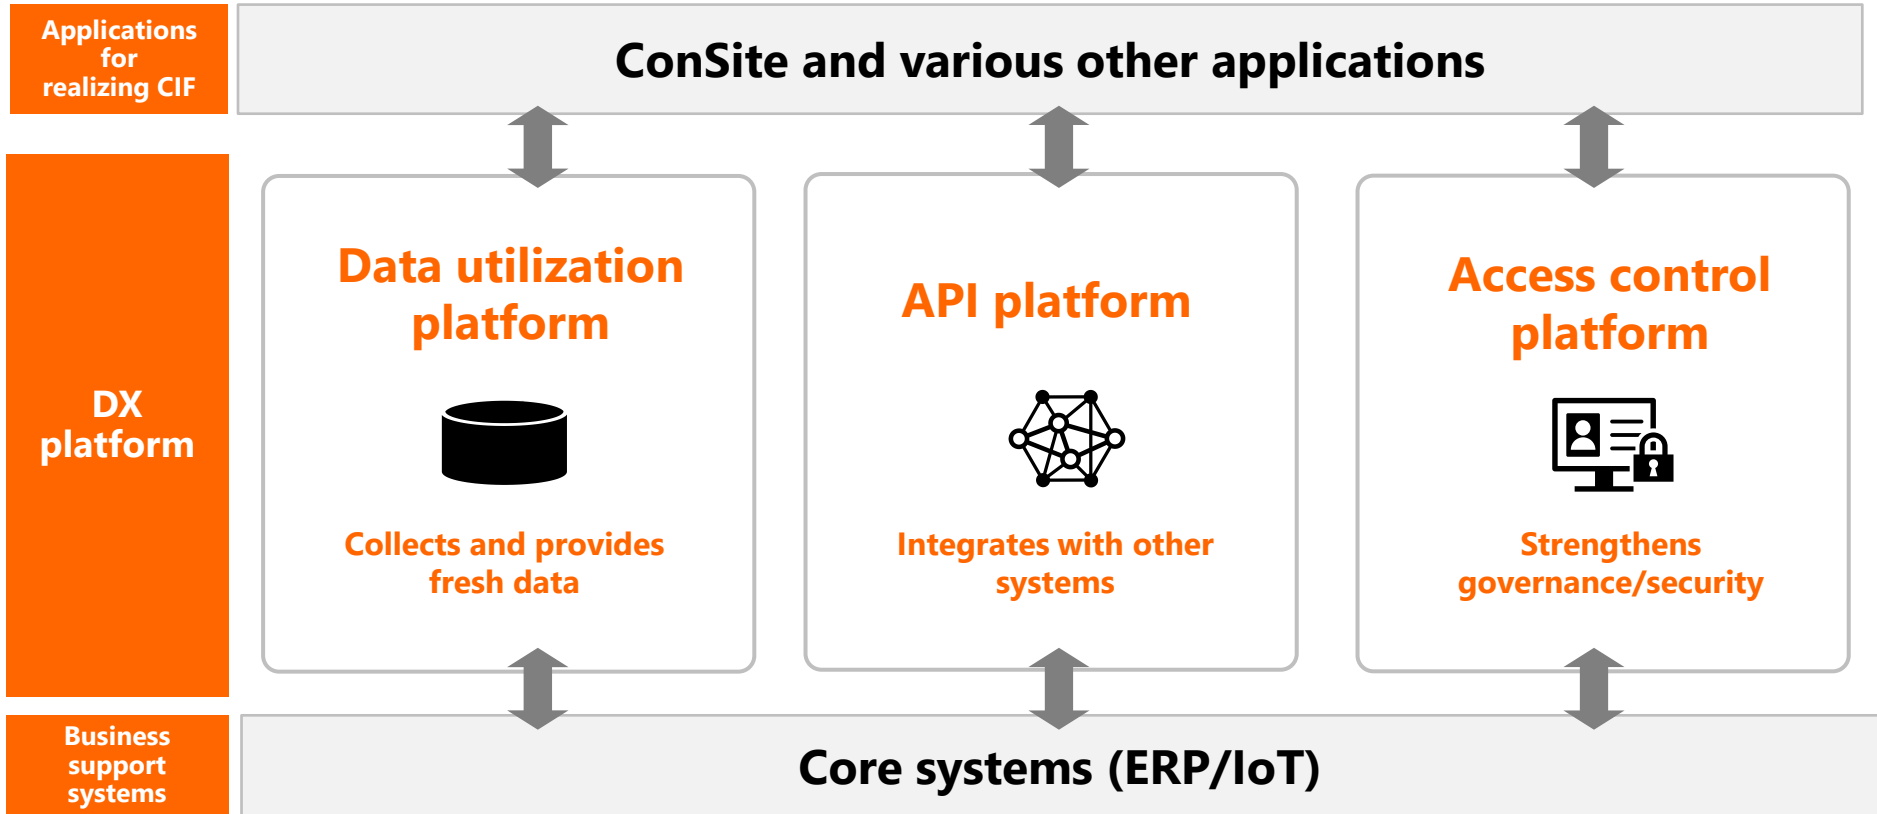 Applications
for
realizing CIF
ConSite and various other applications
DX
platform
Data utilization
platform
Collects and provides
fresh data
API platform
Integrates with other
systems
Access control
platform
Strengthens
governance/security
Business
support
systems
Core systems (ERP/IoT)